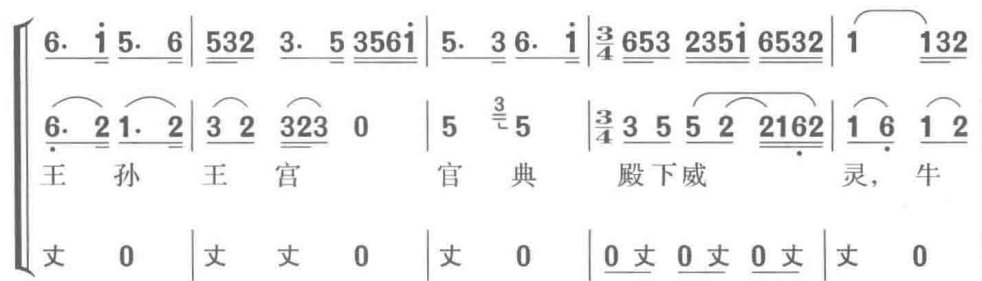 6. i 5. 6 | 532 3. 5 3561̇ | 5. 3 6. 1̇ | 3/4 653 2351̇ 6532 | 1 132
6̣. 2 1. 2 | 3 2 323 0 | 5 3 5 | 3/4 3 5 5 2 216̣2 | 1 6̣ 1 2
王 孙 王 宫 官 典 殿下威 灵, 牛
丈 0 | 丈 丈 0 | 丈 0 | 0 丈 0 丈 0 丈 | 丈 0